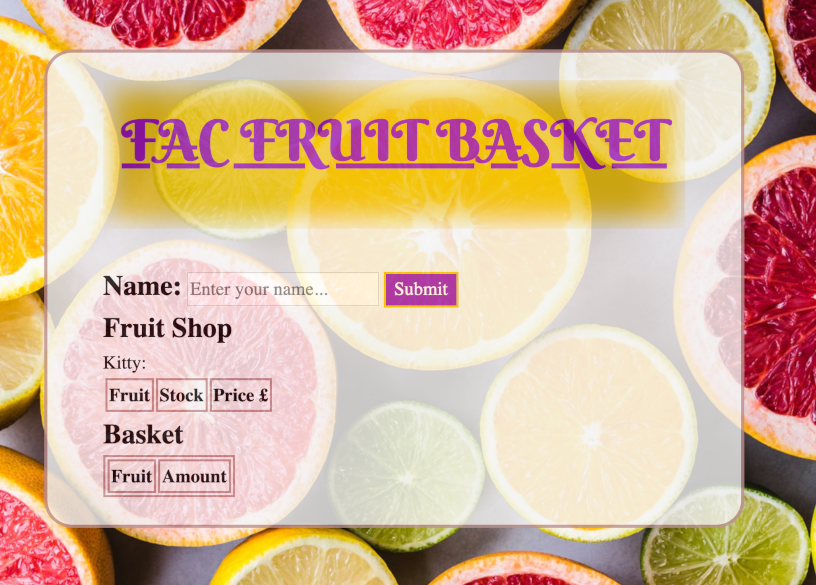 FAC FRUIT BASKET
Name: Enter your name... Submit
Fruit Shop
Kitty:
Fruit Stock Price £
Basket
Fruit Amount